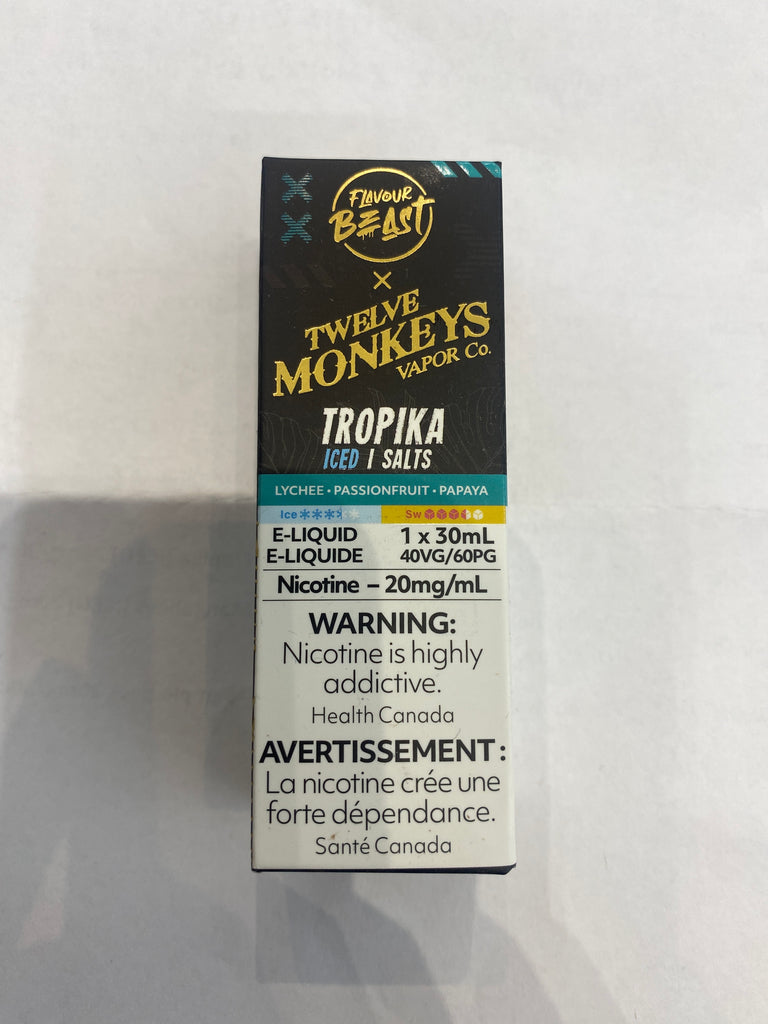 X
X
FLAVOUR
BEAST
X
TWELVE
MONKEYS
VAPOR Co.
TROPIKA
ICED | SALTS
LYCHEE • PASSIONFRUIT • PAPAYA
Ice Sw
E-LIQUID 1 x 30mL
E-LIQUIDE 40VG/60PG
Nicotine – 20mg/mL
WARNING:
Nicotine is highly
addictive.
Health Canada
AVERTISSEMENT :
La nicotine crée une
forte dépendance.
Santé Canada